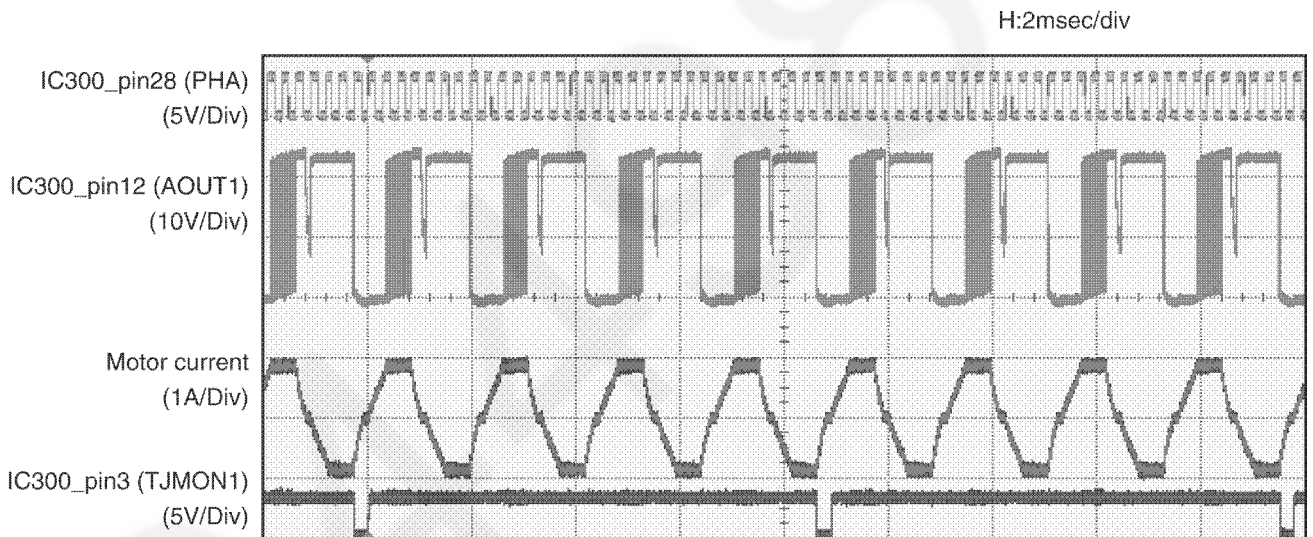 H:2msec/div
IC300_pin28 (PHA)
(5V/Div)
IC300_pin12 (AOUT1)
(10V/Div)
Motor current
(1A/Div)
IC300_pin3 (TJMON1)
(5V/Div)